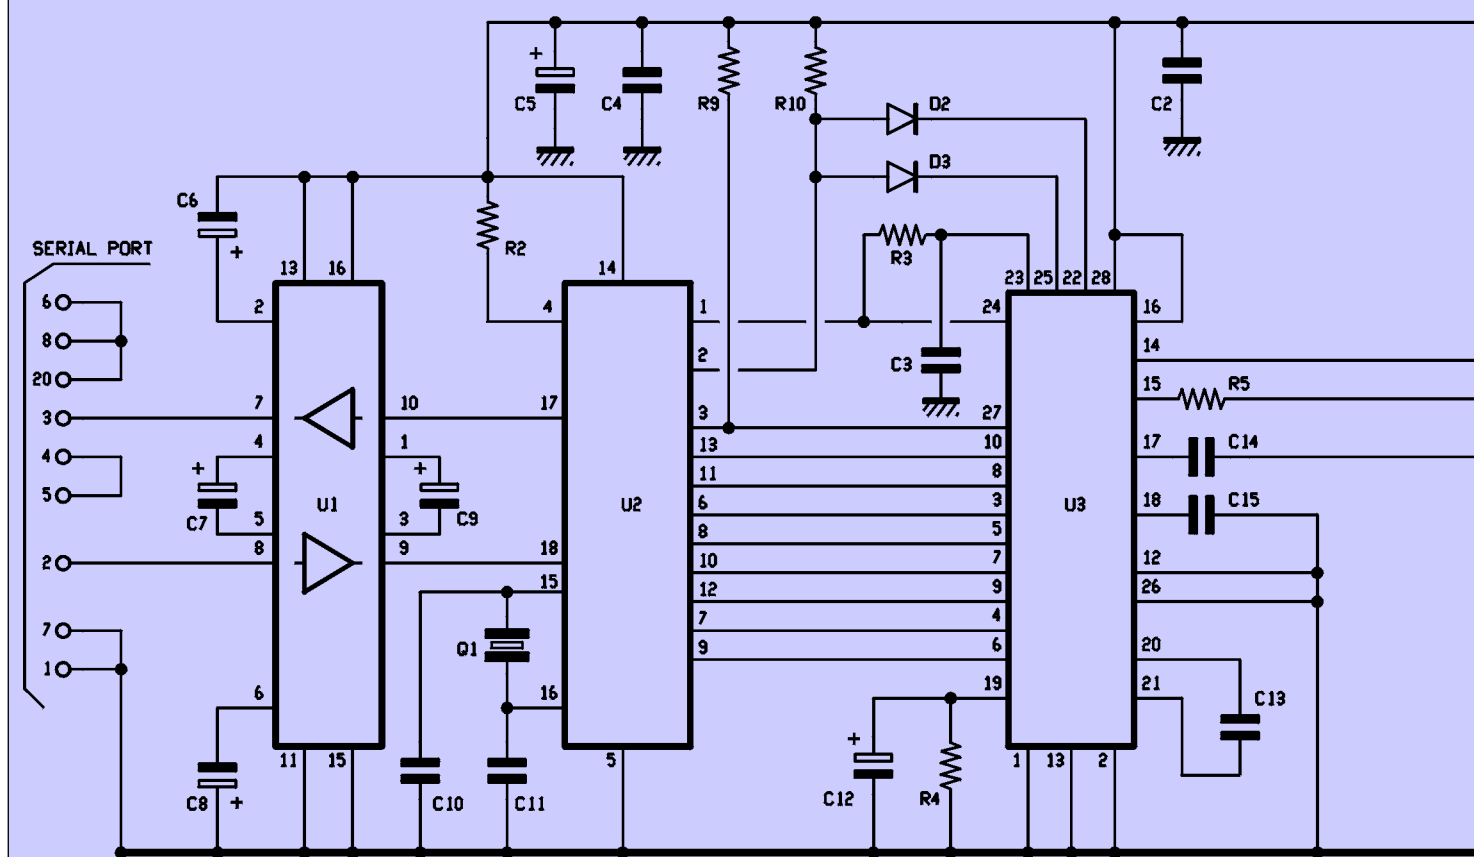 + C5
C4
R9
R10
D2
C2
D3
C6
+
R2
R3
SERIAL PORT
13 16
14
23 25 22 28
6
2
4
1
24
16
8
2
C3
14
20
15 R5
3
7
10
17
3
27
4
4
1
13
10
17 C14
+
+
11
8
5
C7
U1
C9
U2
6
3
U3
18 C15
5
3
8
5
2
8
9
18
10
7
12
15
12
9
26
7
7
4
Q1
9
6
20
1
6
16
19
21
C13
+
11 15
5
1 13 2
C8 +
C10
C11
C12
R4